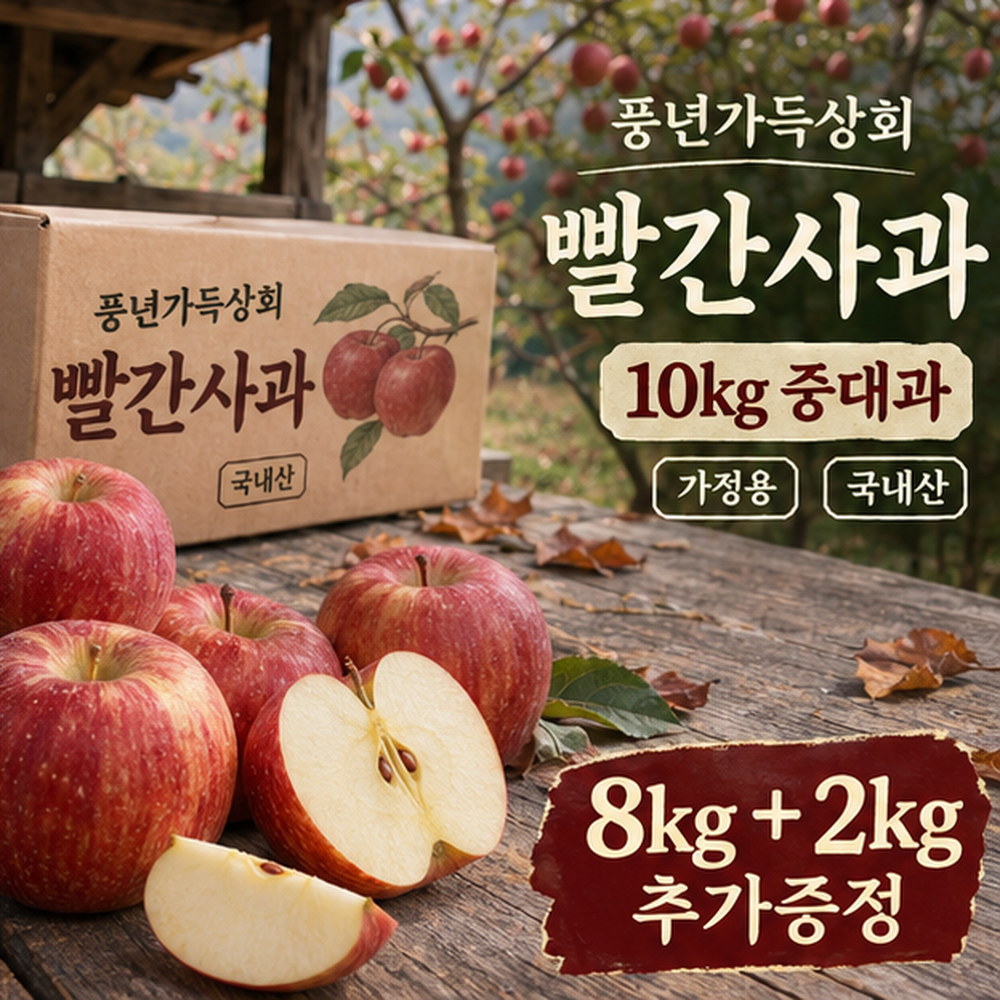 풍년가득상회
빨간사과
10kg 중대과
가정용
국내산
풍년가득상회
빨간사과
국내산
8kg + 2kg
추가증정